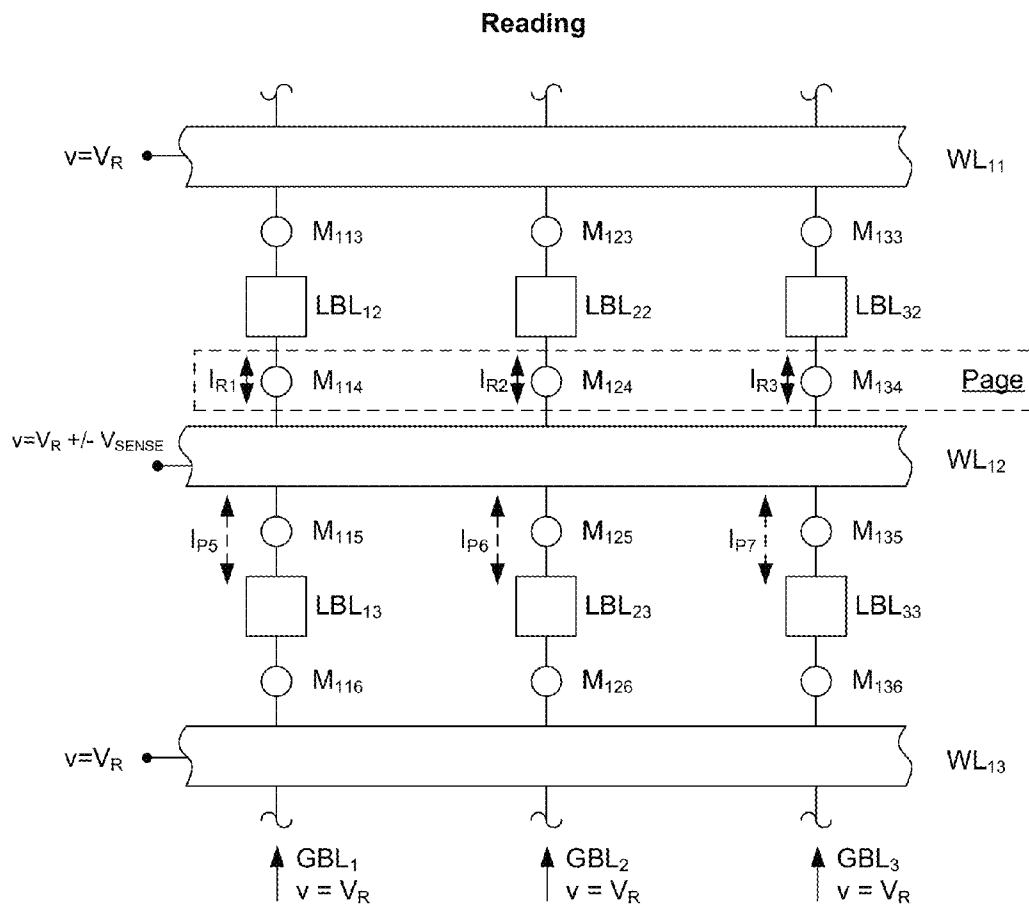 Reading
v=V_R WL_11
M_113 M_123 M_133
LBL_12 LBL_22 LBL_32
I_R1 M_114 I_R2 M_124 I_R3 M_134 Page
v=V_R +/- V_SENSE WL_12
I_P5 M_115 I_P6 M_125 I_P7 M_135
LBL_13 LBL_23 LBL_33
M_116 M_126 M_136
v=V_R WL_13
GBL_1 GBL_2 GBL_3
v = V_R v = V_R v = V_R